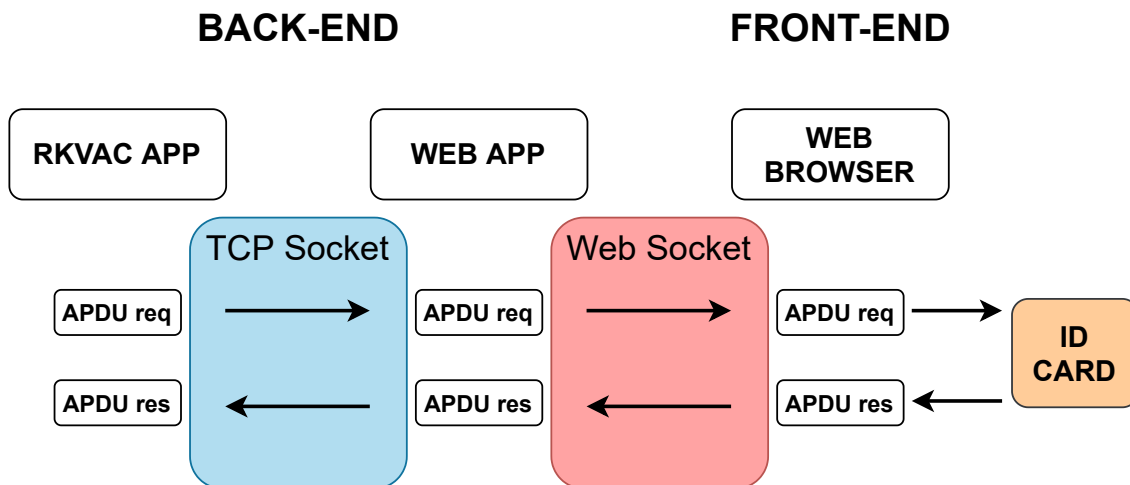 BACK-END
FRONT-END
RKVAC APP
WEB APP
WEB
BROWSER
TCP Socket
Web Socket
APDU req
APDU req
APDU req
ID
CARD
APDU res
APDU res
APDU res